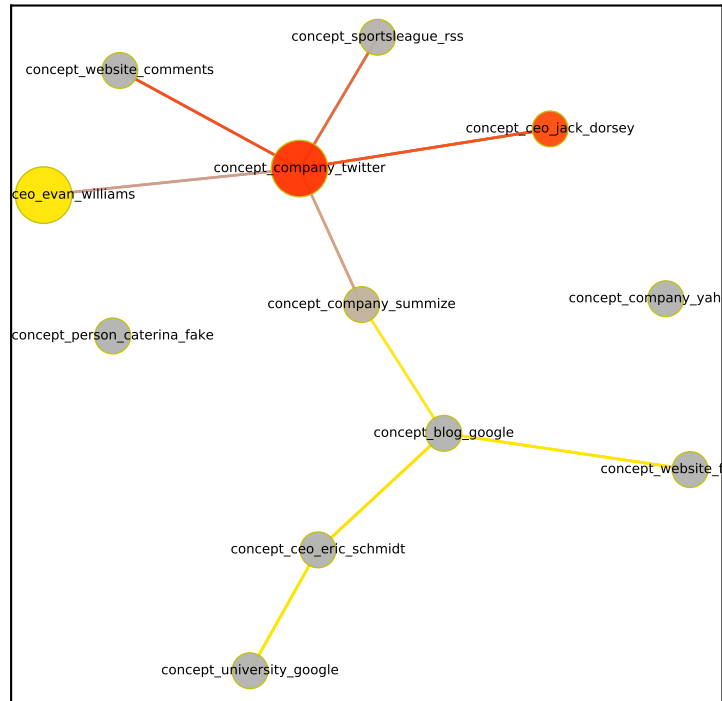 concept_sportsleague_rss
concept_website_comments
concept_ceo_jack_dorsey
concept_company_twitter
ceo_evan_williams
concept_company_summize
concept_company_yah
concept_person_caterina_fake
concept_blog_google
concept_website_f
concept_ceo_eric_schmidt
concept_university_google